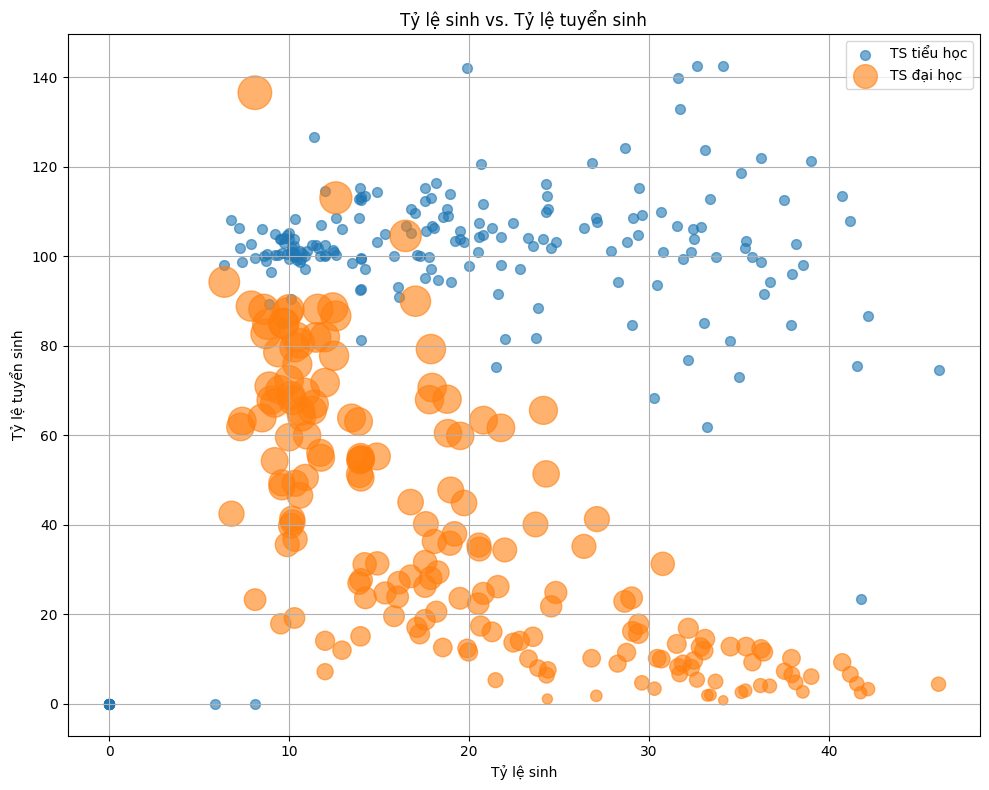 Tỷ lệ sinh vs. Tỷ lệ tuyển sinh
TS tiểu học
TS đại học
Tỷ lệ tuyển sinh
140
120
100
80
60
40
20
0
0 10 20 30 40
Tỷ lệ sinh